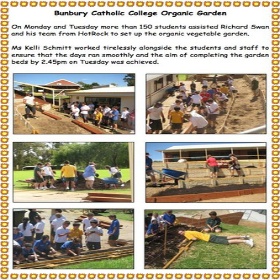 Bunbury Catholic College Organic Garden
On Monday and Tuesday more than 150 students assisted Richard Swan
and his team from HotRock to set up the organic vegetable garden.
Ms Kelli Schmitt worked tirelessly alongside the students and staff to
ensure that the days ran smoothly and the aim of completing the garden
beds by 2.45pm on Tuesday was achieved.